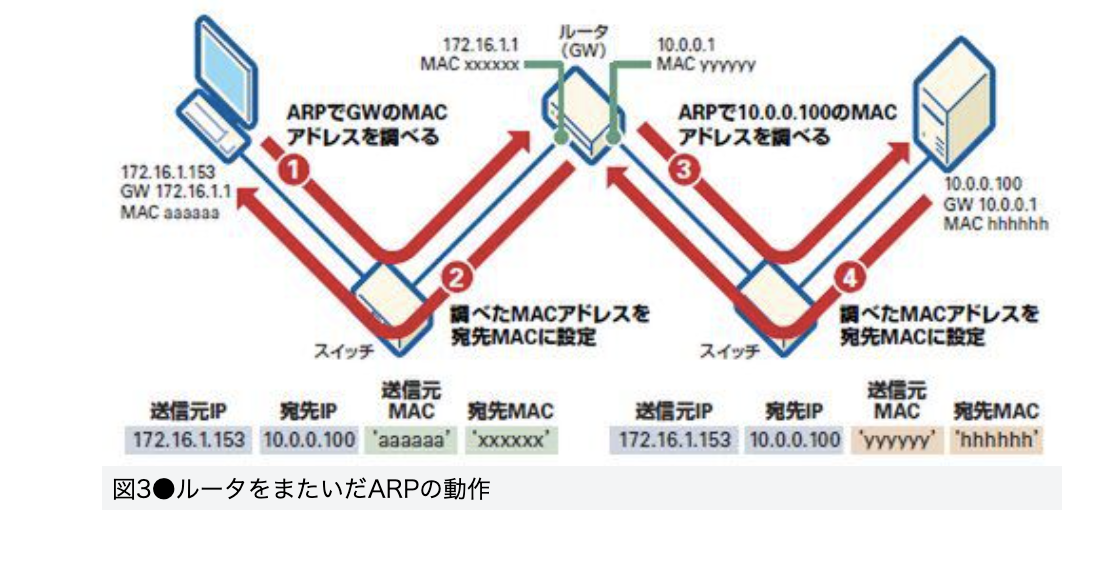 ルータ
(GW)
172.16.1.1
MAC xxxxxx
10.0.0.1
MAC yyyyyy
ARPでGWのMAC
アドレスを調べる
1
172.16.1.153
GW 172.16.1.1
MAC aaaaaa
2
調べたMACアドレスを
宛先MACに設定
スイッチ
ARPで10.0.0.100のMAC
アドレスを調べる
3
10.0.0.100
GW 10.0.0.1
MAC hhhhhh
4
調べたMACアドレスを
宛先MACに設定
スイッチ
送信元IP 宛先IP 送信元MAC 宛先MAC
172.16.1.153 10.0.0.100 'aaaaaa' 'xxxxxx'
送信元IP 宛先IP 送信元MAC 宛先MAC
172.16.1.153 10.0.0.100 'yyyyyy' 'hhhhhh'
図3●ルータをまたいだARPの動作